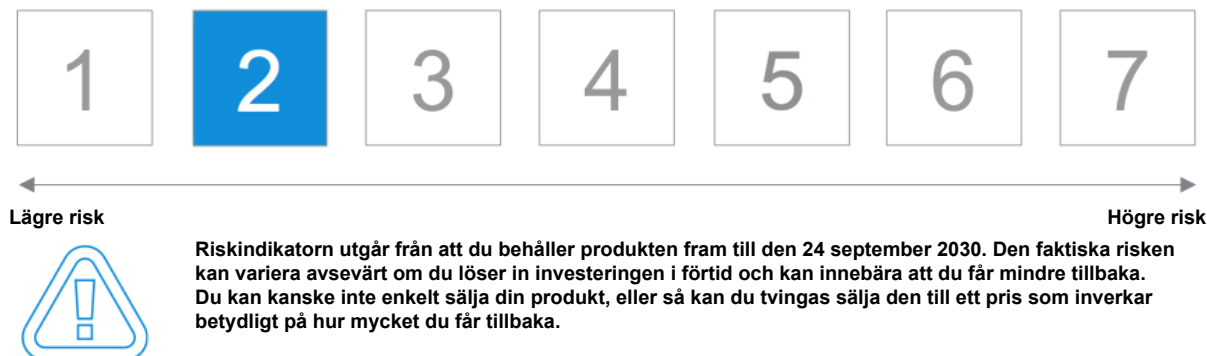 1 2 3 4 5 6 7
Lägre risk Högre risk
Riskindikatorn utgår från att du behåller produkten fram till den 24 september 2030. Den faktiska risken
kan variera avsevärt om du löser in investeringen i förtid och kan innebära att du får mindre tillbaka.
Du kan kanske inte enkelt sälja din produkt, eller så kan du tvingas sälja den till ett pris som inverkar
betydligt på hur mycket du får tillbaka.